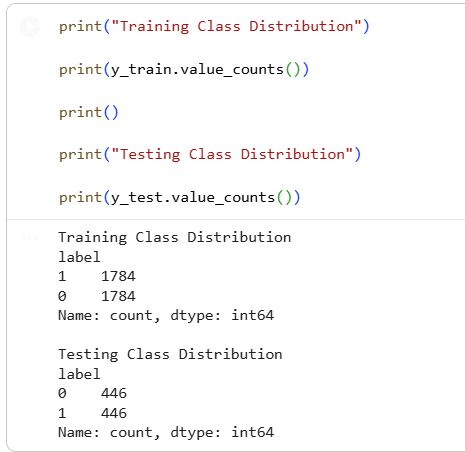 print("Training Class Distribution")
print(y_train.value_counts())
print()
print("Testing Class Distribution")
print(y_test.value_counts())
Training Class Distribution
label
1    1784
0    1784
Name: count, dtype: int64
Testing Class Distribution
label
0    446
1    446
Name: count, dtype: int64